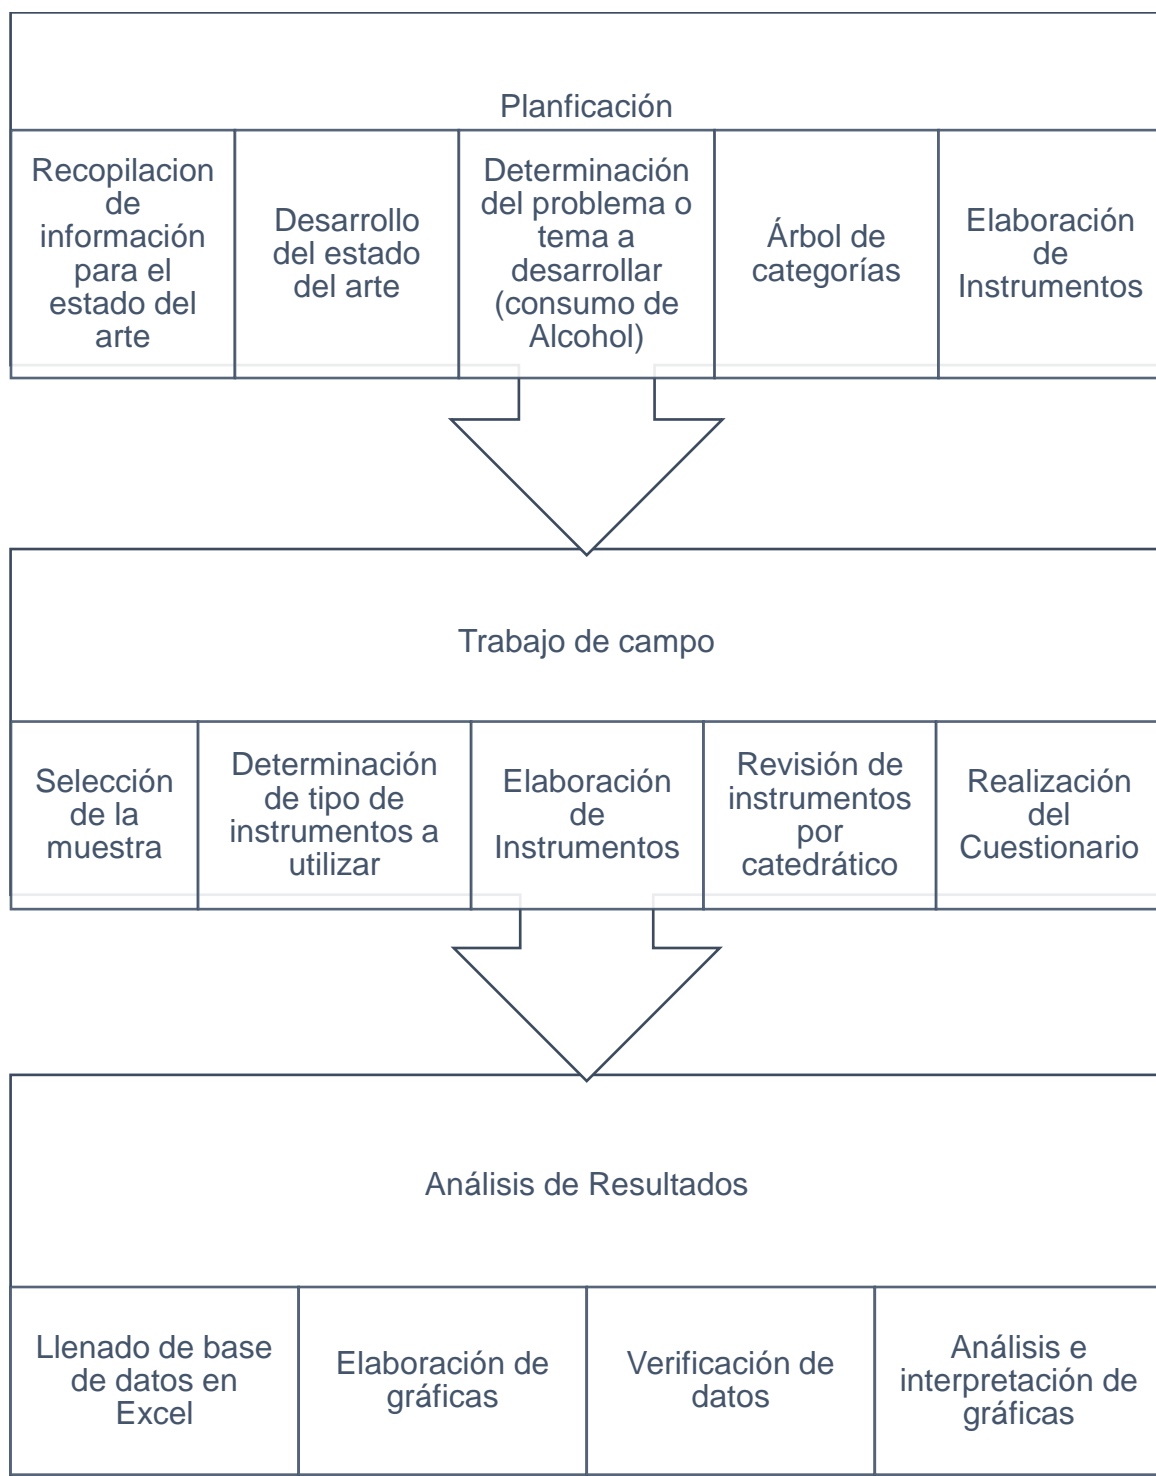 Planficación
Recopilacion
de
información
para el
estado del
arte
Desarrollo
del estado
del arte
Determinación
del problema o
tema a
desarrollar
(consumo de
Alcohol)
Árbol de
categorías
Elaboración
de
Instrumentos
Trabajo de campo
Selección
de la
muestra
Determinación
de tipo de
instrumentos a
utilizar
Elaboración
de
Instrumentos
Revisión de
instrumentos
por
catedrático
Realización
del
Cuestionario
Análisis de Resultados
Llenado de base
de datos en
Excel
Elaboración de
gráficas
Verificación de
datos
Análisis e
interpretación de
gráficas